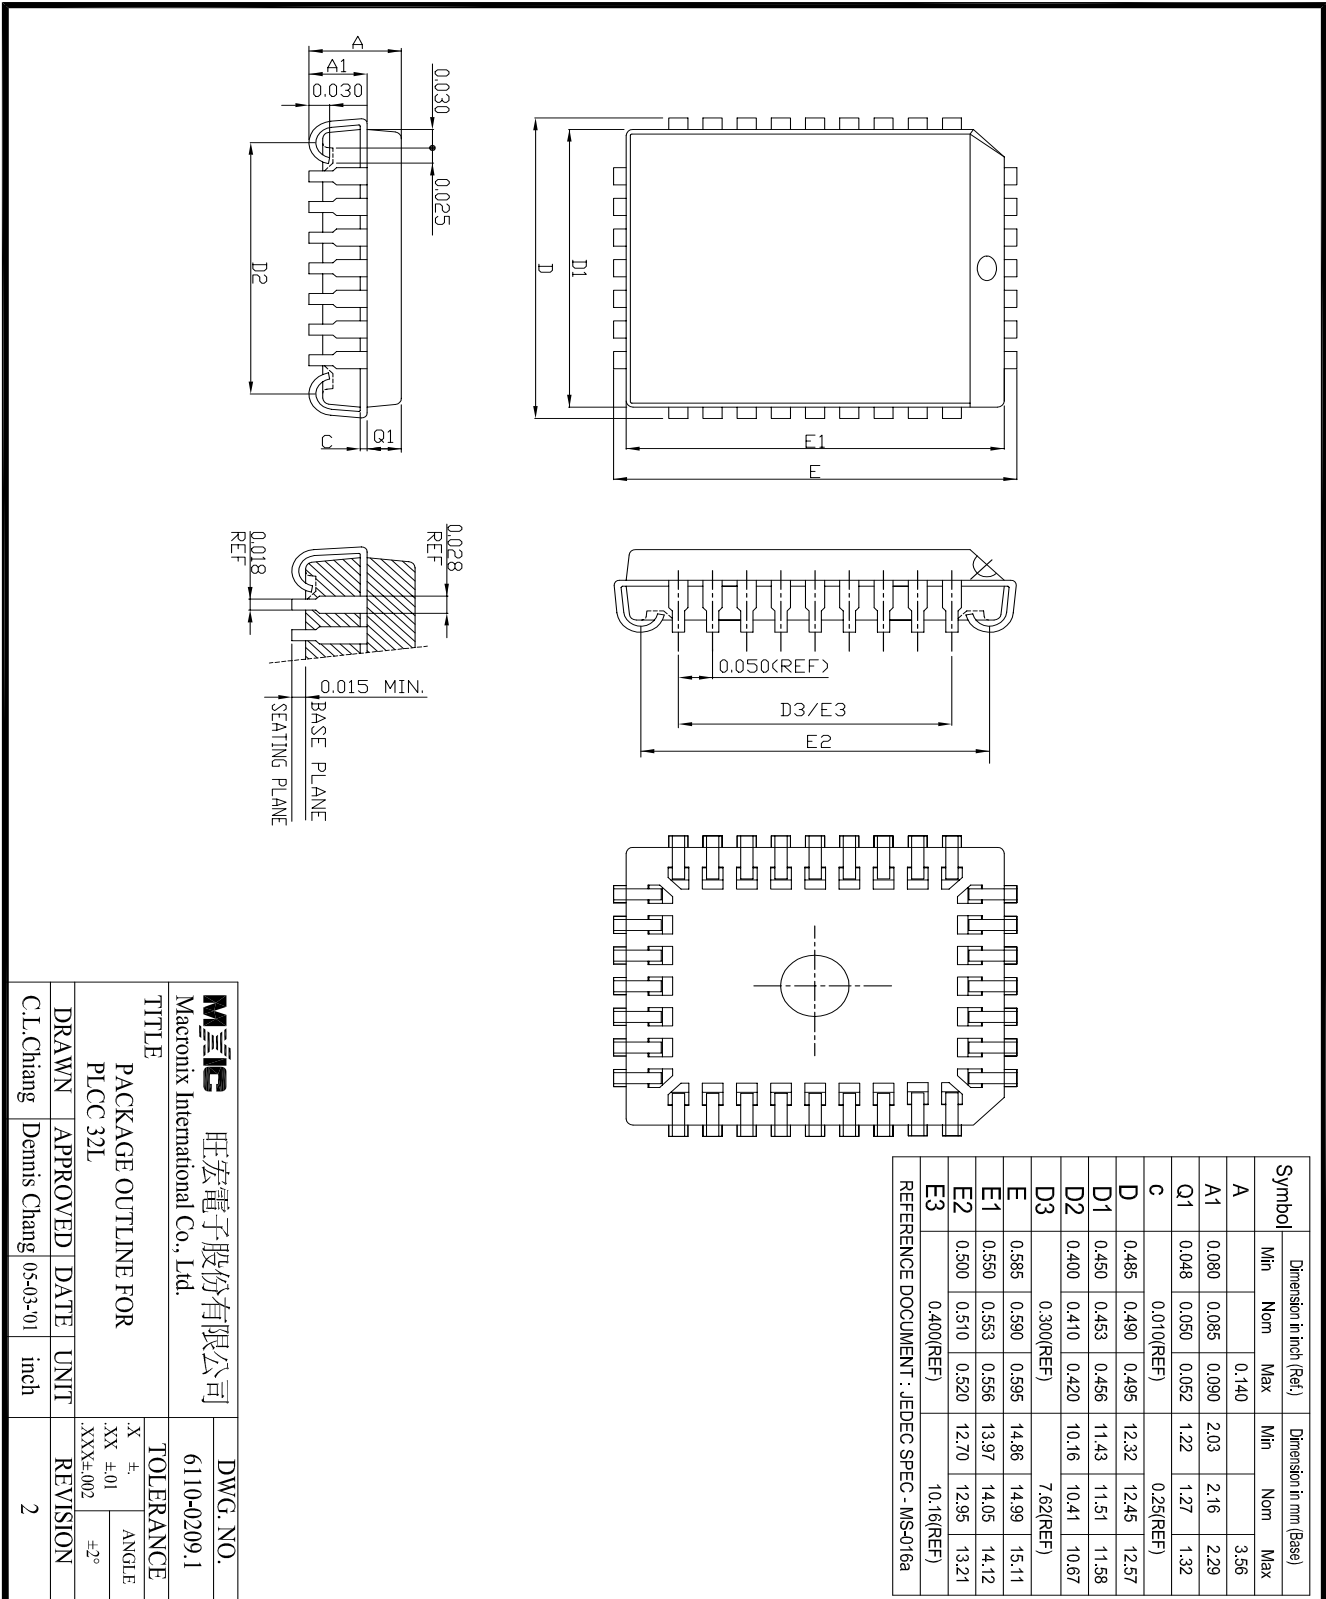 A
A1
0.030
0.030
0.025
D2
C
Q1
D
D1
E1
E
0.018
REF
0.028
REF
0.015 MIN.
BASE PLANE
SEATING PLANE
0.050(REF)
D3/E3
E2
Symbol Dimension in inch (Ref.) Dimension in mm (Base)
Min Nom Max Min Nom Max
A 0.140 3.56
A1 0.080 0.085 0.090 2.03 2.16 2.29
Q1 0.048 0.050 0.052 1.22 1.27 1.32
c 0.010(REF) 0.25(REF)
D 0.485 0.490 0.495 12.32 12.45 12.57
D1 0.450 0.453 0.456 11.43 11.51 11.58
D2 0.400 0.410 0.420 10.16 10.41 10.67
D3 0.300(REF) 7.62(REF)
E 0.585 0.590 0.595 14.86 14.99 15.11
E1 0.550 0.553 0.556 13.97 14.05 14.12
E2 0.500 0.510 0.520 12.70 12.95 13.21
E3 0.400(REF) 10.16(REF)
REFERENCE DOCUMENT : JEDEC SPEC - MS-016a
MXIC 旺宏電子股份有限公司
Macronix International Co., Ltd.
DWG. NO.
6110-0209.1
TITLE
PACKAGE OUTLINE FOR
PLCC 32L
TOLERANCE
.X ±.
.XX ±.01
.XXX±.002
ANGLE
±2°
DRAWN APPROVED DATE UNIT REVISION
C.L.Chiang Dennis Chang 05-03-'01 inch 2